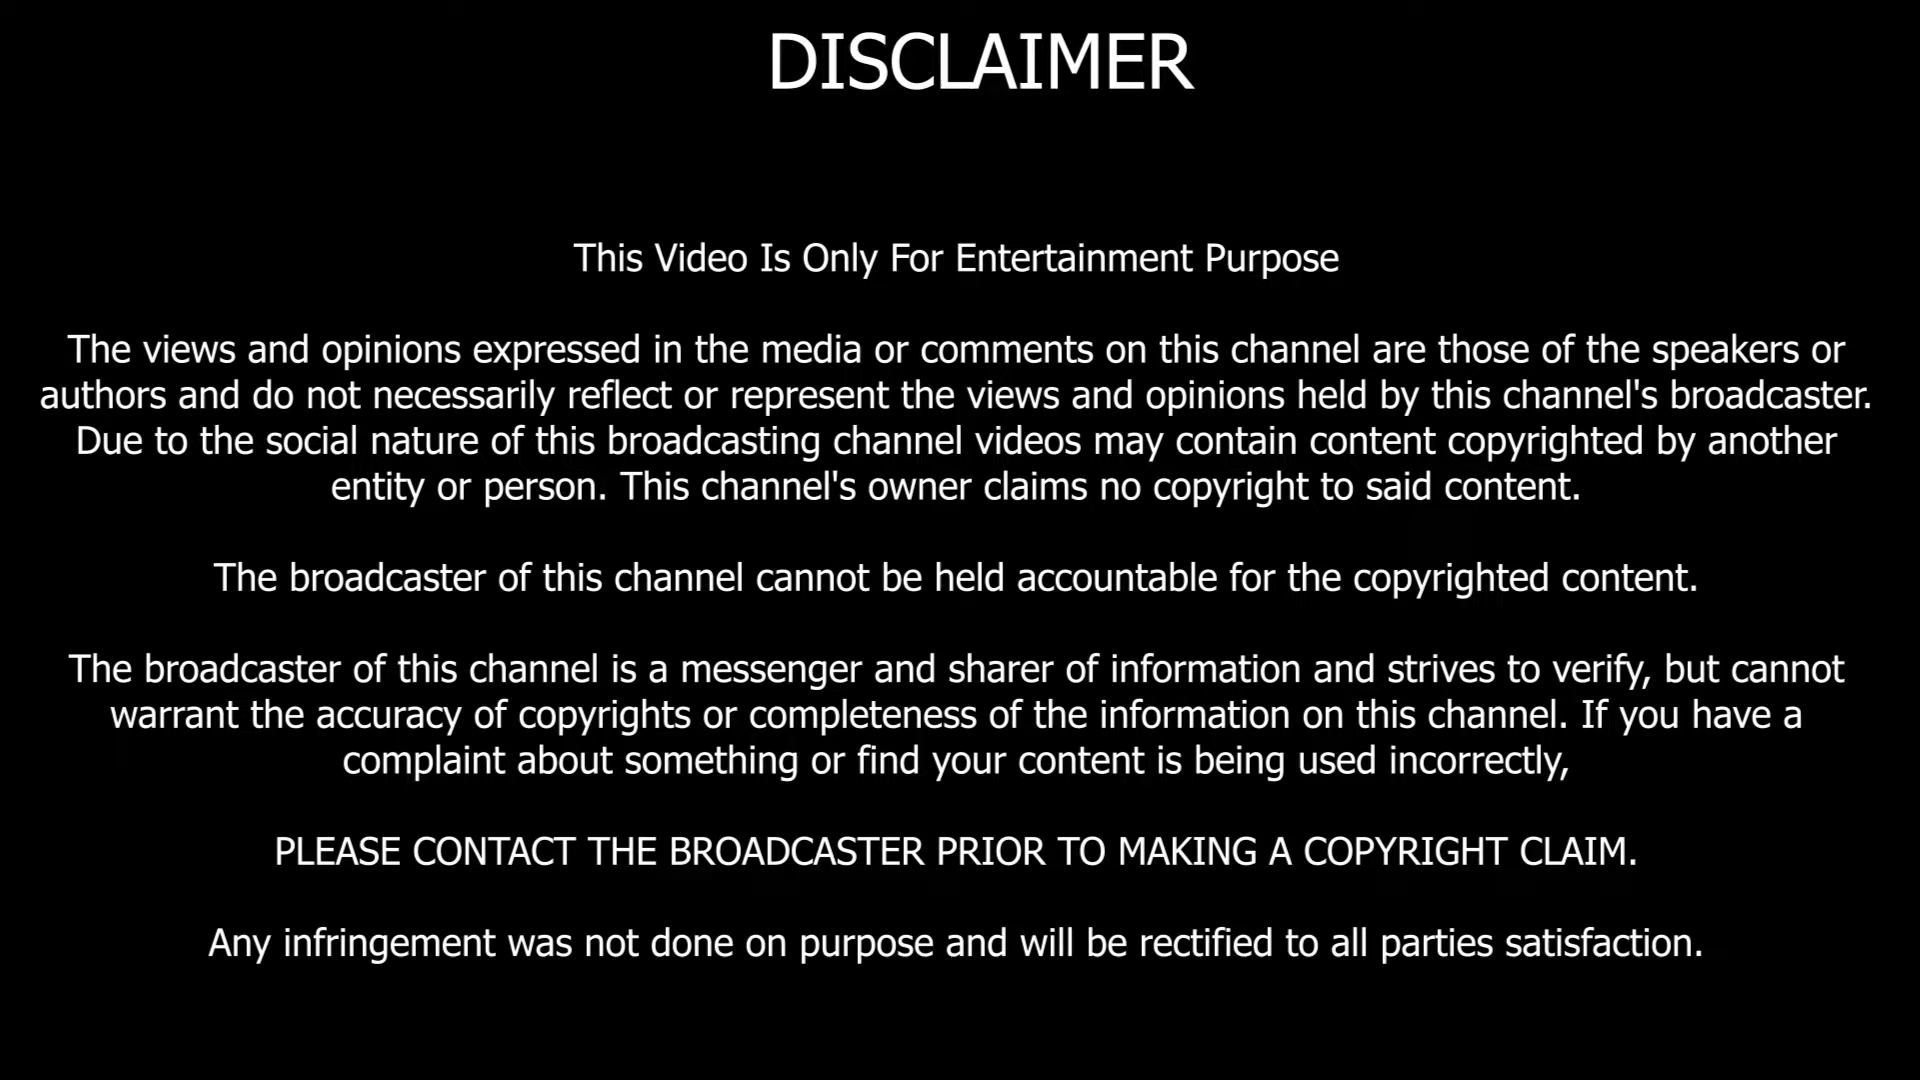 DISCLAIMER
This Video Is Only For Entertainment Purpose
The views and opinions expressed in the media or comments on this channel are those of the speakers or
authors and do not necessarily reflect or represent the views and opinions held by this channel's broadcaster.
Due to the social nature of this broadcasting channel videos may contain content copyrighted by another
entity or person. This channel's owner claims no copyright to said content.
The broadcaster of this channel cannot be held accountable for the copyrighted content.
The broadcaster of this channel is a messenger and sharer of information and strives to verify, but cannot
warrant the accuracy of copyrights or completeness of the information on this channel. If you have a
complaint about something or find your content is being used incorrectly,
PLEASE CONTACT THE BROADCASTER PRIOR TO MAKING A COPYRIGHT CLAIM.
Any infringement was not done on purpose and will be rectified to all parties satisfaction.